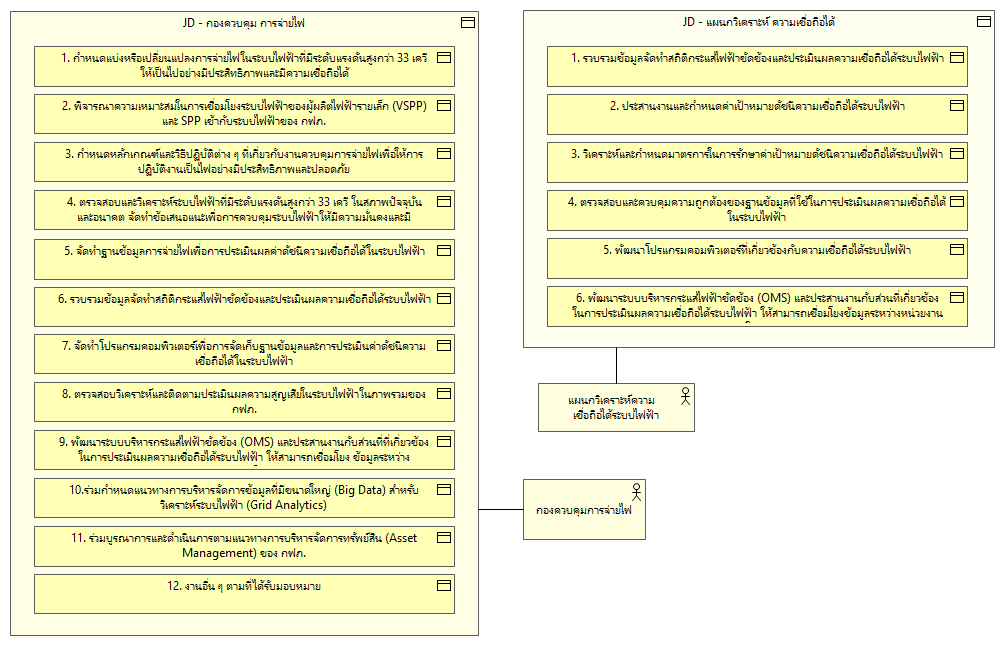 JD - กองควบคุม การจ่ายไฟ
1. กำหนดแบ่งหรือเปลี่ยนแปลงการจ่ายไฟในระบบไฟฟ้าที่มีระดับแรงดันสูงกว่า 33 เควี
ให้เป็นไปอย่างมีประสิทธิภาพและมีความเชื่อถือได้
2. พิจารณาความเหมาะสมในการเชื่อมโยงระบบไฟฟ้าของผู้ผลิตไฟฟ้ารายเล็ก (VSPP)
และ SPP เข้ากับระบบไฟฟ้าของ กฟภ.
3. กำหนดหลักเกณฑ์และวิธีปฏิบัติต่าง ๆ ที่เกี่ยวกับงานควบคุมการจ่ายไฟเพื่อให้การ
ปฏิบัติงานเป็นไปอย่างมีประสิทธิภาพและปลอดภัย
4. ตรวจสอบและวิเคราะห์ระบบไฟฟ้าที่มีระดับแรงดันสูงกว่า 33 เควี ในสภาพปัจจุบัน
และอนาคต จัดทำข้อเสนอแนะเพื่อการควบคุมระบบไฟฟ้าให้มีความมั่นคงและมี
5. จัดทำฐานข้อมูลการจ่ายไฟเพื่อการประเมินผลค่าดัชนีความเชื่อถือได้ในระบบไฟฟ้า
6. รวบรวมข้อมูลจัดทำสถิติกระแสไฟฟ้าขัดข้องและประเมินผลความเชื่อถือได้ระบบไฟฟ้า
7. จัดทำโปรแกรมคอมพิวเตอร์เพื่อการจัดเก็บฐานข้อมูลและการประเมินค่าดัชนีความ
เชื่อถือได้ในระบบไฟฟ้า
8. ตรวจสอบวิเคราะห์และติดตามประเมินผลความสูญเสียในระบบไฟฟ้าในภาพรวมของ
กฟภ.
9. พัฒนาระบบบริหารกระแสไฟฟ้าขัดข้อง (OMS) และประสานงานกับส่วนที่ที่เกี่ยวข้อง
ในการประเมินผลความเชื่อถือได้ระบบไฟฟ้า ให้สามารถเชื่อมโยง ข้อมูลระหว่าง
10.ร่วมกำหนดแนวทางการบริหารจัดการข้อมูลที่มีขนาดใหญ่ (Big Data) สำหรับ
วิเคราะห์ระบบไฟฟ้า (Grid Analytics)
11. ร่วมบูรณาการและดำเนินการตามแนวทางการบริหารจัดการทรัพย์สิน (Asset
Management) ของ กฟภ.
12. งานอื่น ๆ ตามที่ได้รับมอบหมาย
JD - แผนกวิเคราะห์ ความเชื่อถือได้
1. รวบรวมข้อมูลจัดทำสถิติกระแสไฟฟ้าขัดข้องและประเมินผลความเชื่อถือได้ระบบไฟฟ้า
2. ประสานงานและกำหนดค่าเป้าหมายดัชนีความเชื่อถือได้ระบบไฟฟ้า
3. วิเคราะห์และกำหนดมาตรการในการรักษาค่าเป้าหมายดัชนีความเชื่อถือได้ระบบไฟฟ้า
4. ตรวจสอบและควบคุมความถูกต้องของฐานข้อมูลที่ใช้ในการประเมินผลความเชื่อถือได้
ในระบบไฟฟ้า
5. พัฒนาโปรแกรมคอมพิวเตอร์ที่เกี่ยวข้องกับความเชื่อถือได้ระบบไฟฟ้า
6. พัฒนาระบบบริหารกระแสไฟฟ้าขัดข้อง (OMS) และประสานงานกับส่วนที่เกี่ยวข้อง
ในการประเมินผลความเชื่อถือได้ระบบไฟฟ้า ให้สามารถเชื่อมโยงข้อมูลระหว่างหน่วยงาน
แผนกวิเคราะห์ความ
เชื่อถือได้ระบบไฟฟ้า
กองควบคุมการจ่ายไฟ